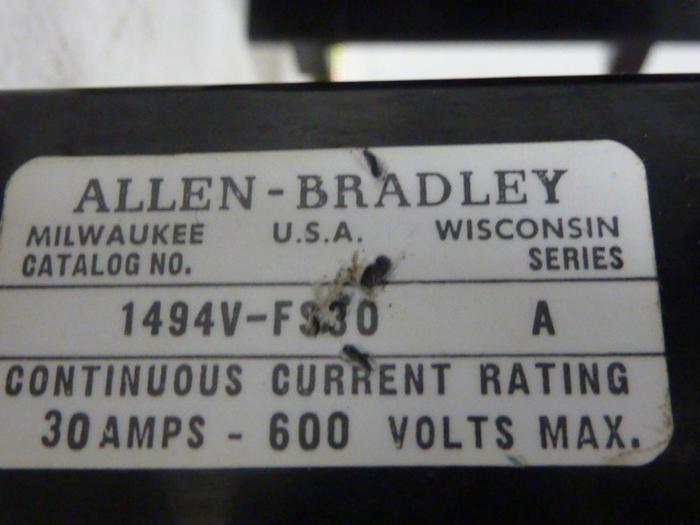 ALLEN-BRADLEY
MILWAUKEE U.S.A. WISCONSIN
CATALOG NO. SERIES
1494V-FS30 A
CONTINUOUS CURRENT RATING
30 AMPS - 600 VOLTS MAX.